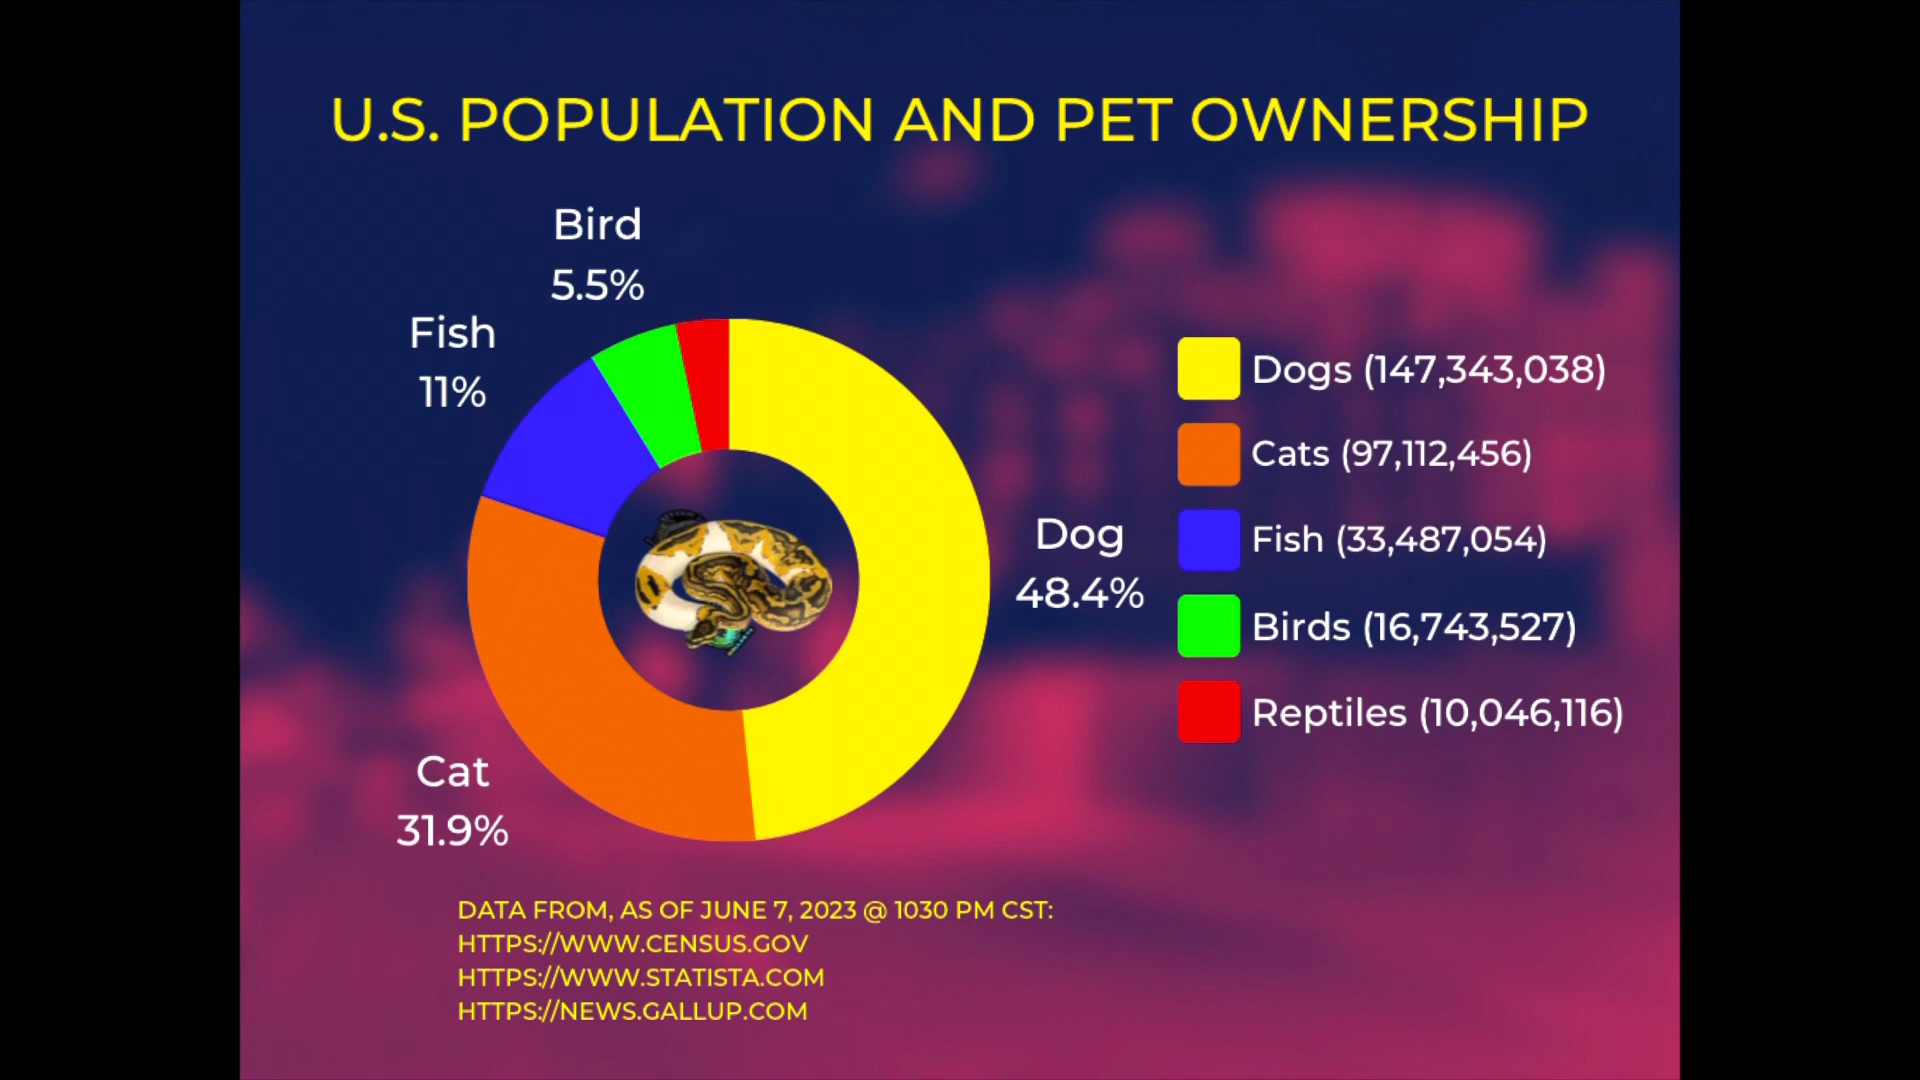 U.S. POPULATION AND PET OWNERSHIP
Bird
5.5%
Fish
11%
Dog
48.4%
Cat
31.9%
Dogs (147,343,038)
Cats (97,112,456)
Fish (33,487,054)
Birds (16,743,527)
Reptiles (10,046,116)
DATA FROM, AS OF JUNE 7, 2023 @ 1030 PM CST:
HTTPS://WWW.CENSUS.GOV
HTTPS://WWW.STATISTA.COM
HTTPS://NEWS.GALLUP.COM